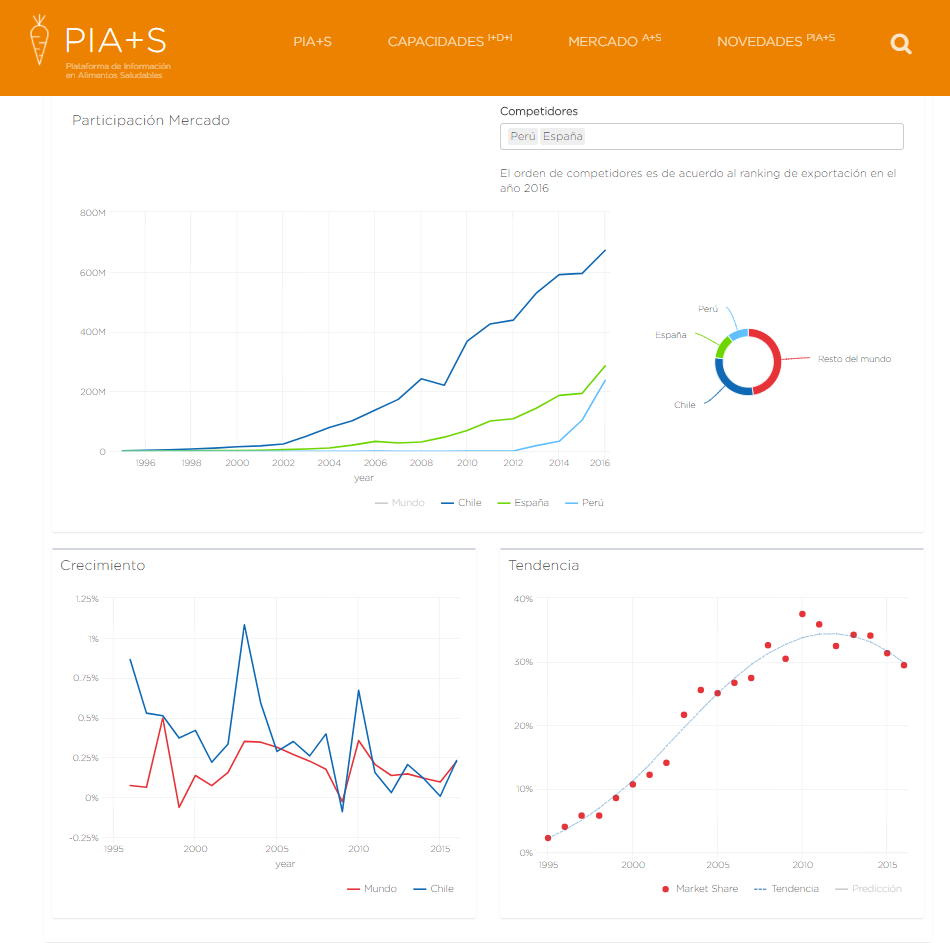 PIA+S
Plataforma de Información
en Alimentos Saludables
PIA+S
CAPACIDADES I+D+I
MERCADO A+S
NOVEDADES PIA+S
Participación Mercado
Competidores
Perú España
El orden de competidores es de acuerdo al ranking de exportación en el
año 2016
800M
600M
400M
200M
0
1996 1998 2000 2002 2004 2006 2008 2010 2012 2014 2016
year
Mundo Chile España Perú
Perú
España
Resto del mundo
Chile
Crecimiento
1.25%
1%
0.75%
0.5%
0.25%
0%
-0.25%
1995 2000 2005 2010 2015
year
Mundo Chile
Tendencia
40%
30%
20%
10%
0%
1995 2000 2005 2010 2015
Market Share Tendencia Predicción